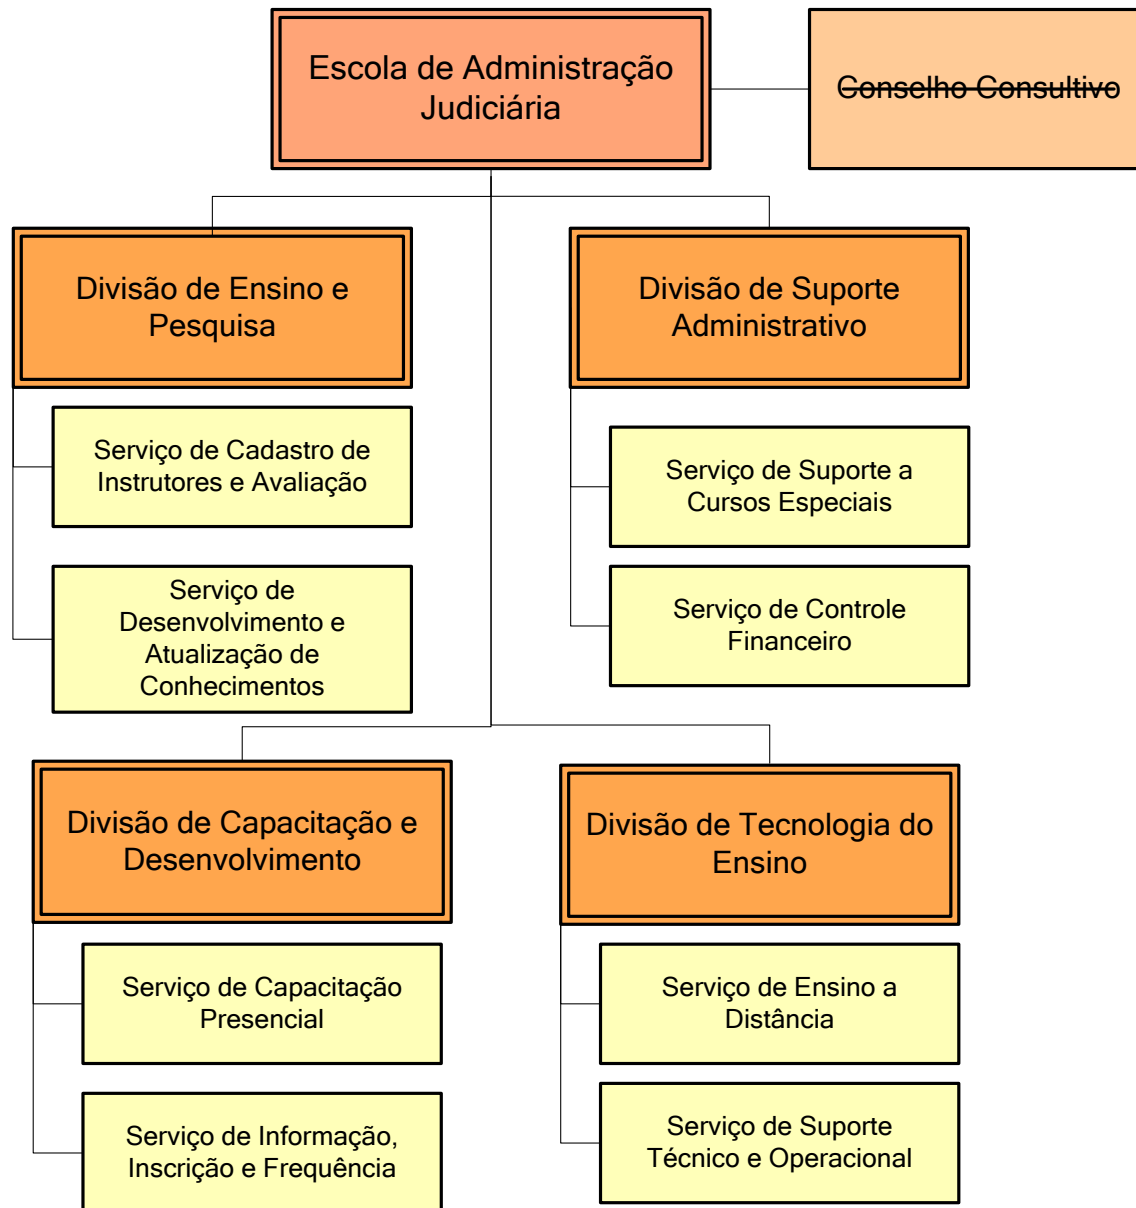 Escola de Administração
Judiciária
Conselho Consultivo
Divisão de Ensino e
Pesquisa
Divisão de Suporte
Administrativo
Serviço de Cadastro de
Instrutores e Avaliação
Serviço de Suporte a
Cursos Especiais
Serviço de
Desenvolvimento e
Atualização de
Conhecimentos
Serviço de Controle
Financeiro
Divisão de Capacitação e
Desenvolvimento
Divisão de Tecnologia do
Ensino
Serviço de Capacitação
Presencial
Serviço de Ensino a
Distância
Serviço de Informação,
Inscrição e Frequência
Serviço de Suporte
Técnico e Operacional